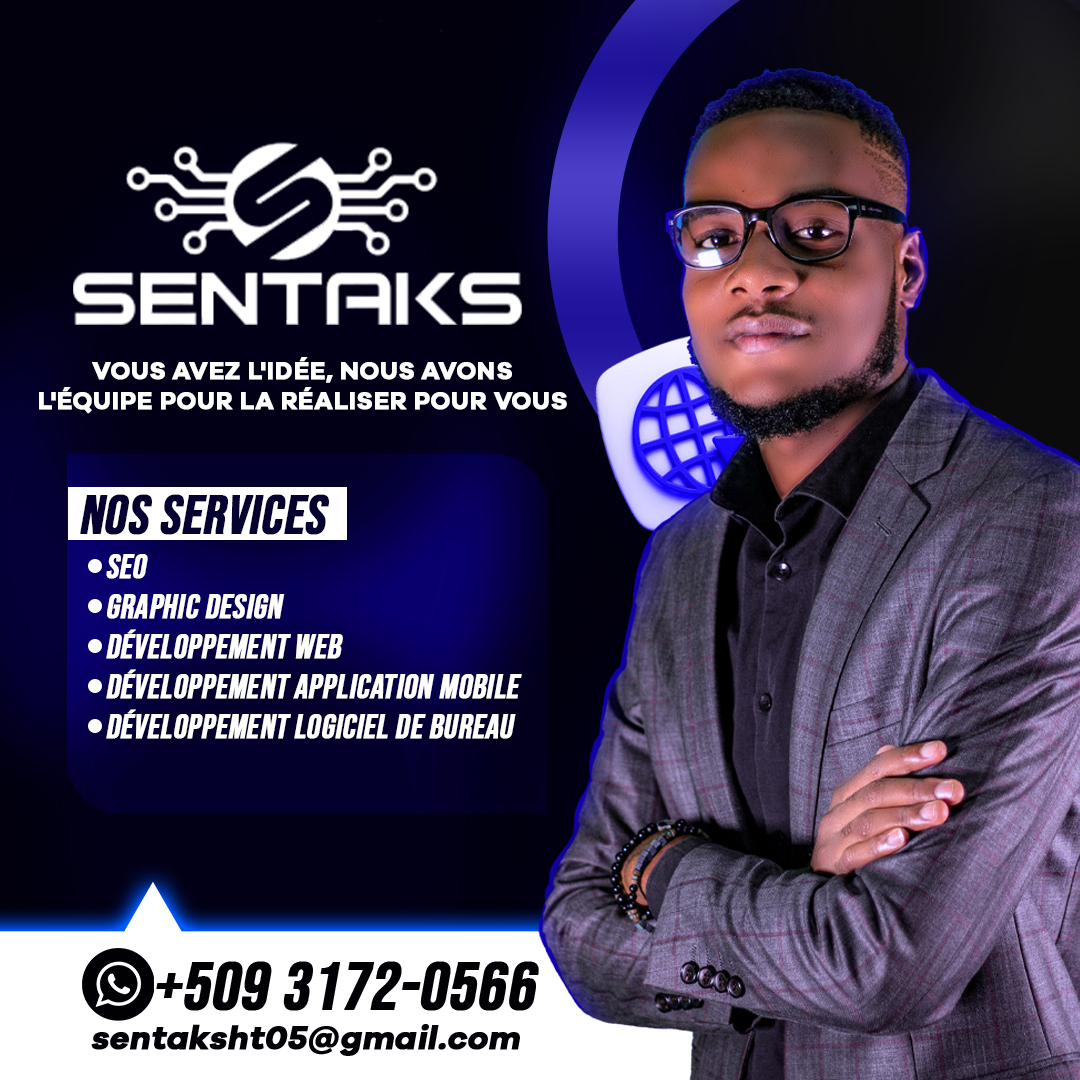 SENTAKS
VOUS AVEZ L'IDÉE, NOUS AVONS
L'ÉQUIPE POUR LA RÉALISER POUR VOUS
NOS SERVICES
• SEO
• GRAPHIC DESIGN
• DÉVELOPPEMENT WEB
• DÉVELOPPEMENT APPLICATION MOBILE
• DÉVELOPPEMENT LOGICIEL DE BUREAU
+509 3172-0566
sentaksht05@gmail.com